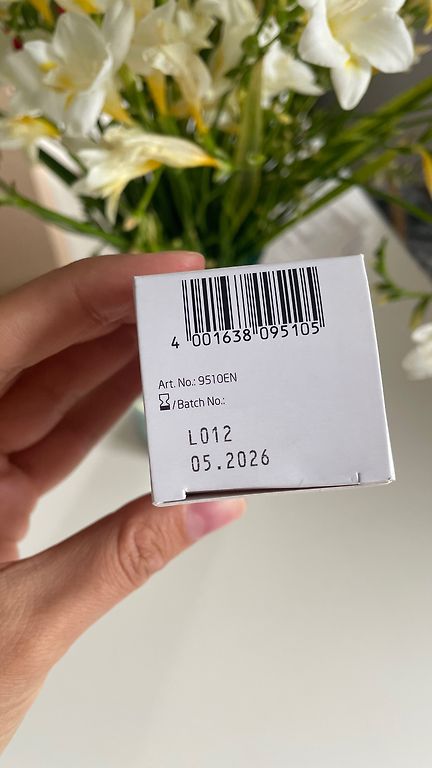 4 001638 095105
Art. No.: 9510EN
/Batch No.:
L012
05.2026